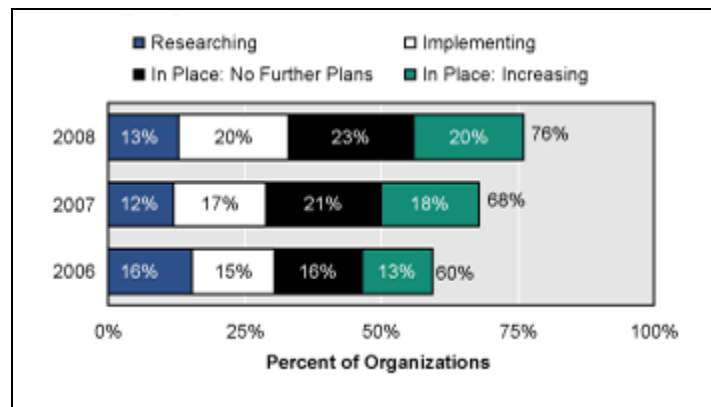 Researching Implementing
In Place: No Further Plans In Place: Increasing
2008 13% 20% 23% 20% 76%
2007 12% 17% 21% 18% 68%
2006 16% 15% 16% 13% 60%
0% 25% 50% 75% 100%
Percent of Organizations